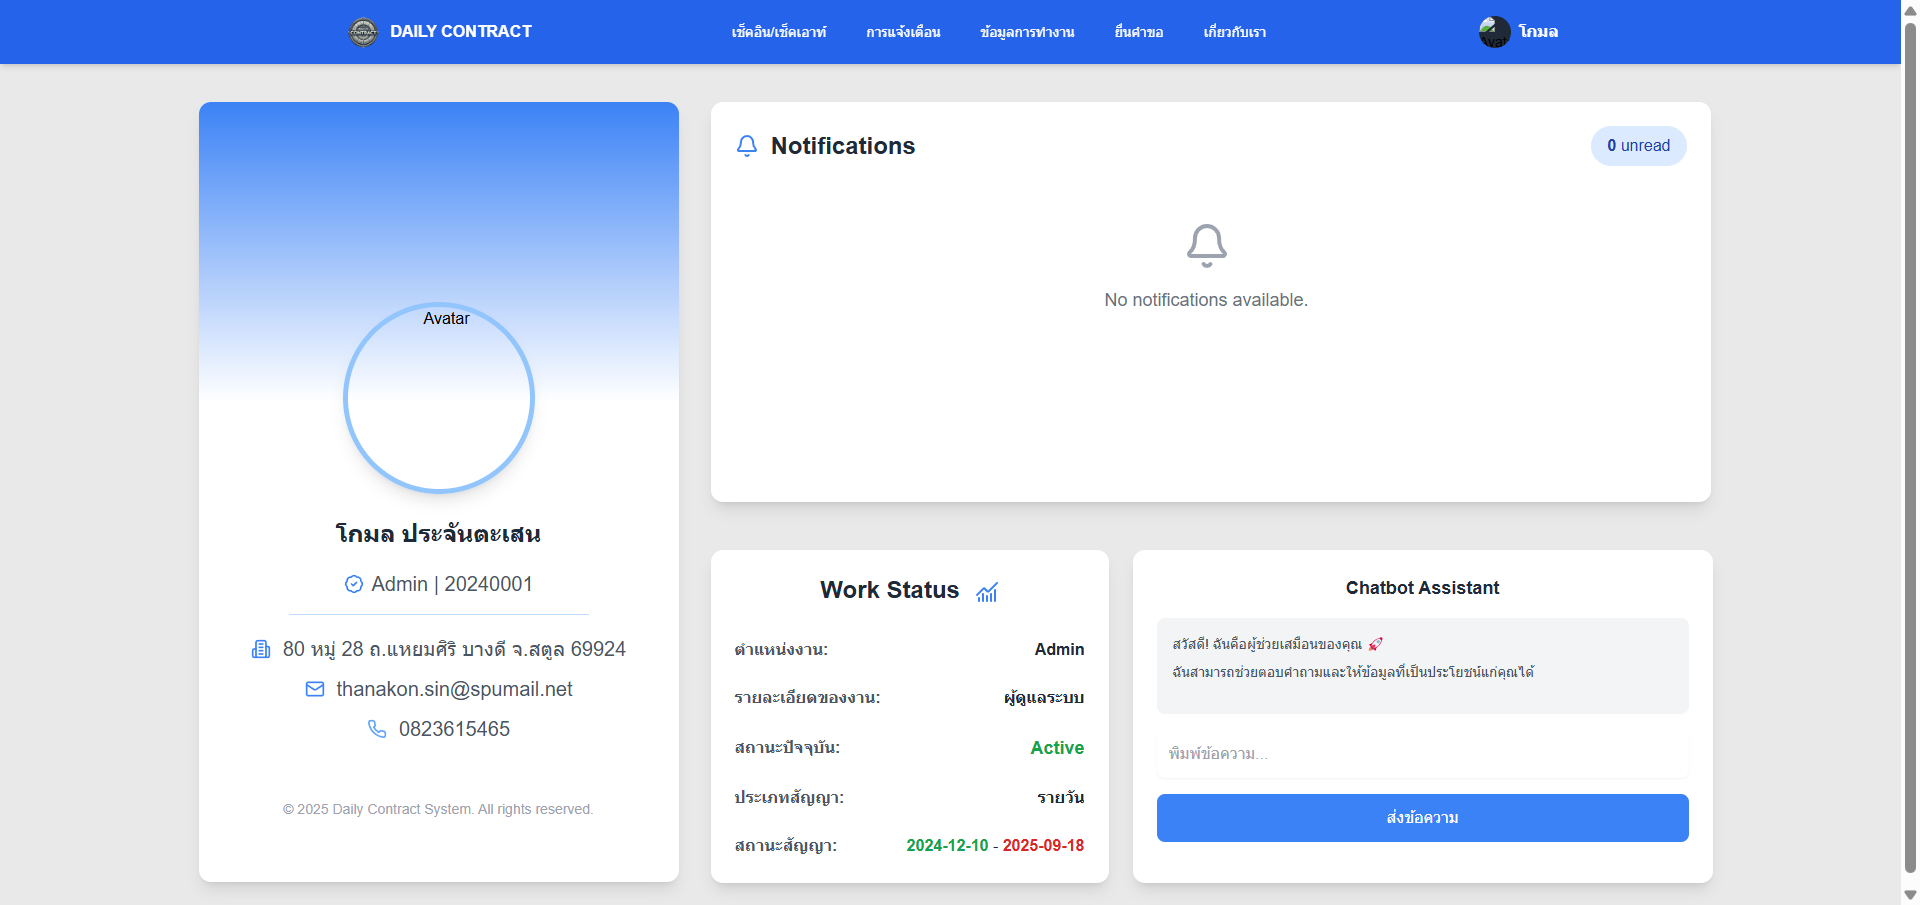 CONTRACT
DAILY CONTRACT
เช็คอิน/เช็คเอาท์
การแจ้งเตือน
ข้อมูลการทำงาน
ยื่นคำขอ
เกี่ยวกับเรา
โกมล
Avatar
โกมล ประจันตะเสน
Admin | 20240001
80 หมู่ 28 ถ.แหยมศิริ บางดี จ.สตูล 69924
thanakon.sin@spumail.net
0823615465
© 2025 Daily Contract System. All rights reserved.
Notifications
0 unread
No notifications available.
Work Status
ตำแหน่งงาน: Admin
รายละเอียดของงาน: ผู้ดูแลระบบ
สถานะปัจจุบัน: Active
ประเภทสัญญา: รายวัน
สถานะสัญญา: 2024-12-10 - 2025-09-18
Chatbot Assistant
สวัสดี! ฉันคือผู้ช่วยเสมือนของคุณ 🚀
ฉันสามารถช่วยตอบคำถามและให้ข้อมูลที่เป็นประโยชน์แก่คุณได้
พิมพ์ข้อความ...
ส่งข้อความ